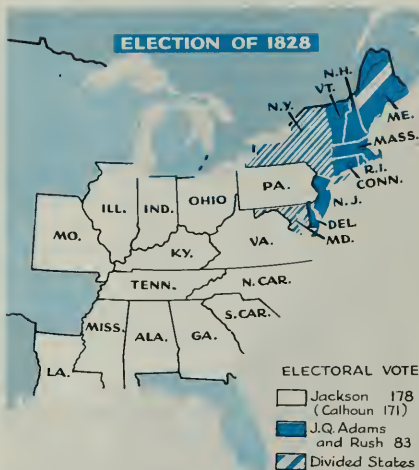 ELECTION OF 1828
N.H.
VT.
N.Y.
ME.
MASS.
R.I.
CONN.
PA.
N.J.
ILL.
IND.
OHIO
DEL.
MD.
MO.
VA.
KY.
TENN.
N.CAR.
S.CAR.
MISS.
ALA.
GA.
LA.
ELECTORAL VOTE
Jackson 178
(Calhoun 171)
J.Q. Adams
and Rush 83
Divided States